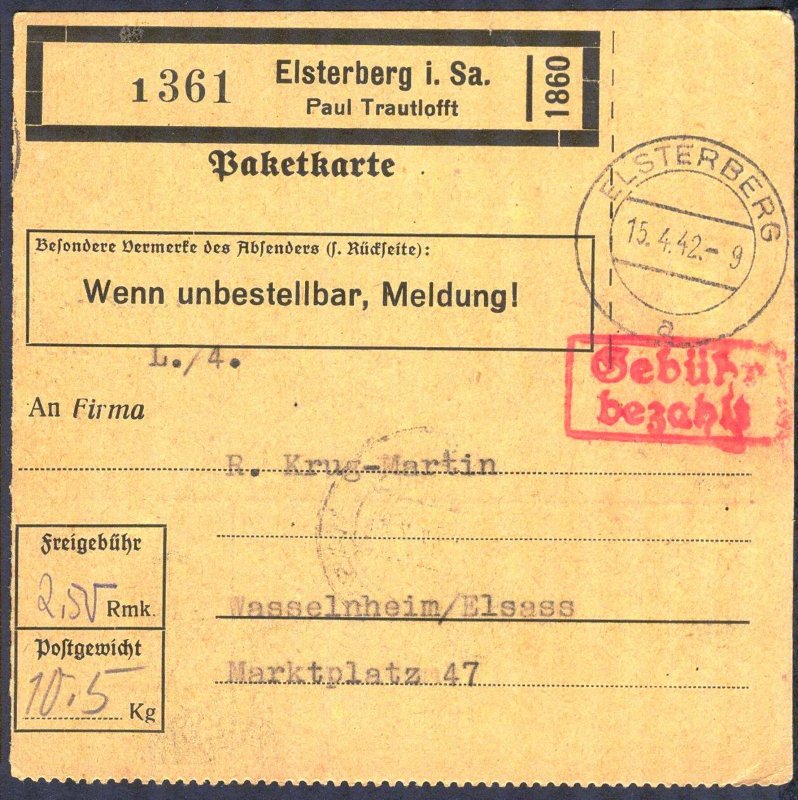 1361 Elsterberg i. Sa. 1860
Paul Trautlofft
Paketkarte
ELSTERBERG
15.4.42.- 9
a
Besondere Vermerke des Absenders (s. Rückseite):
Wenn unbestellbar, Meldung!
L./4.
Gebühr
bezahlt
An Firma
R. Krug-Martin
Freigebühr
2,50 Rmk.
Wasselnheim/Elsass
Postgewicht
Marktplatz 47
10.5 Kg